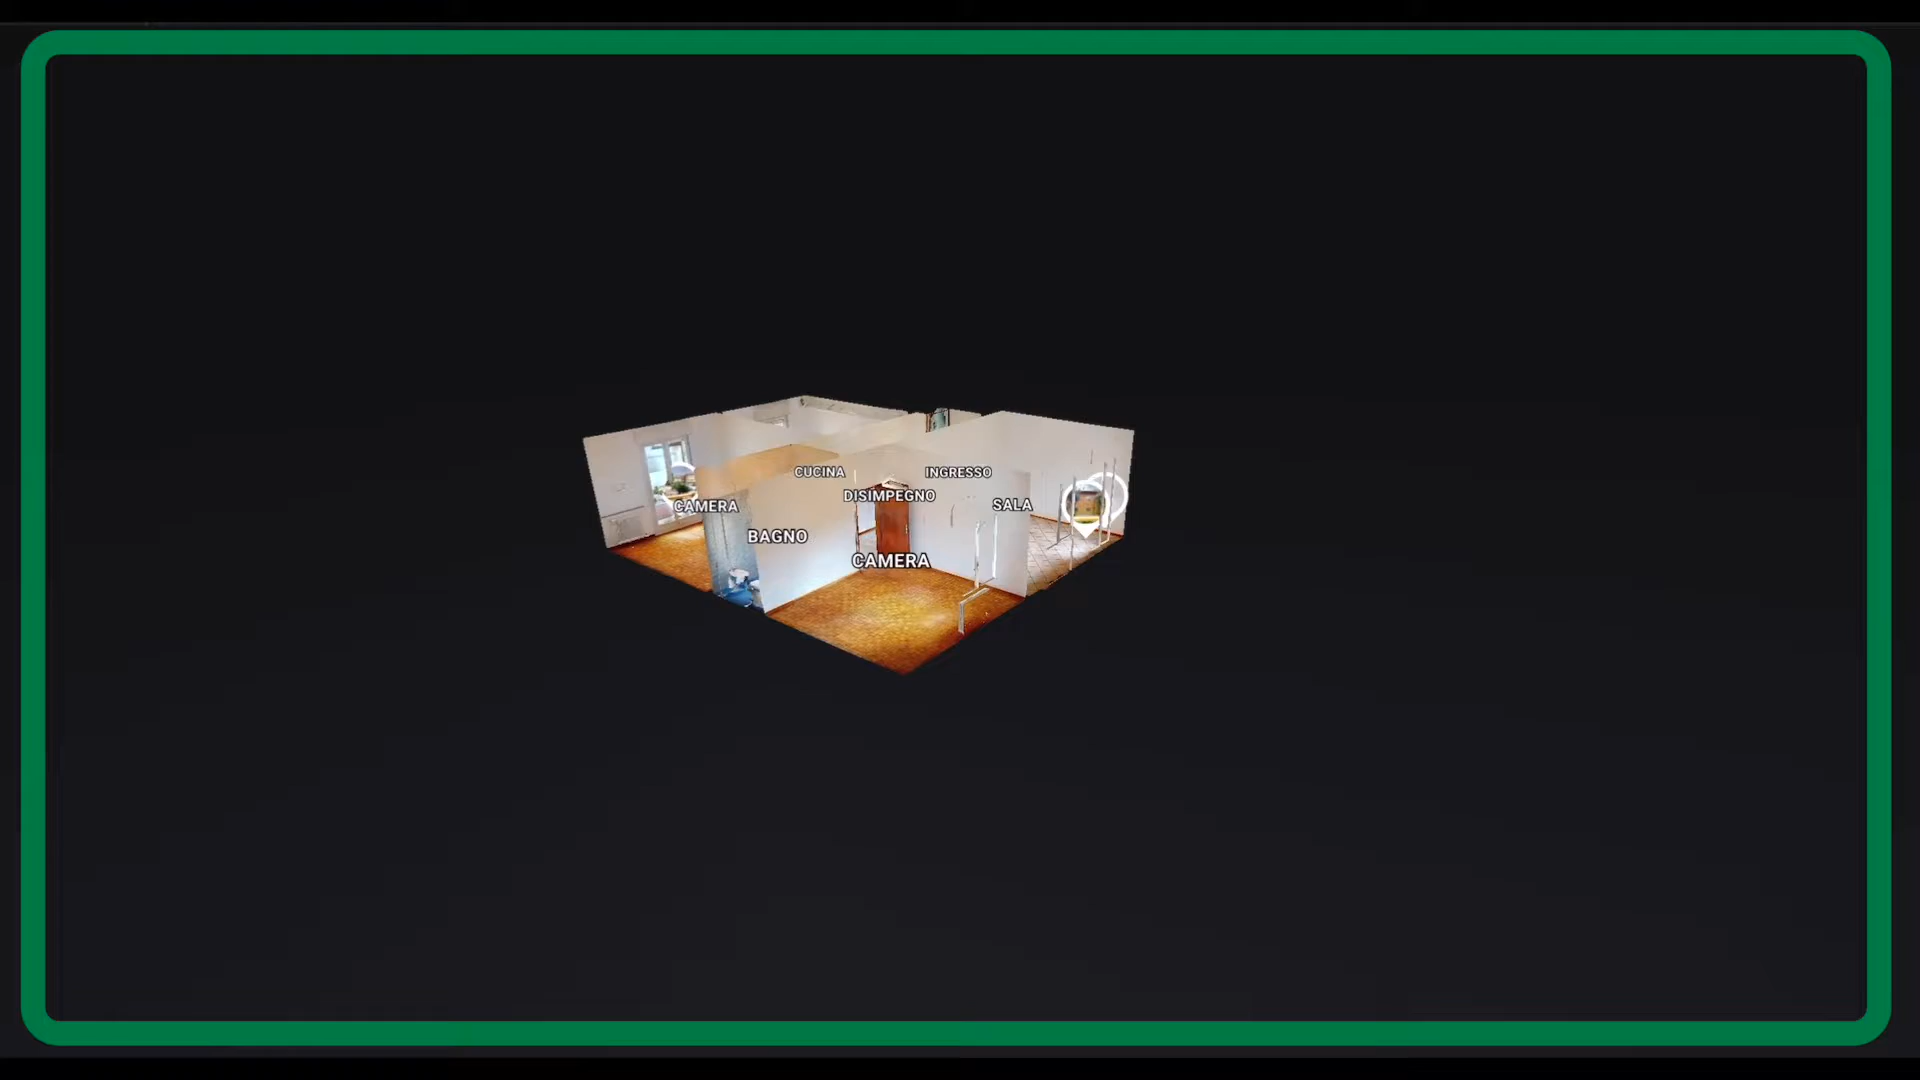 CUCINA
INGRESSO
DISIMPEGNO
CAMERA
SALA
BAGNO
CAMERA